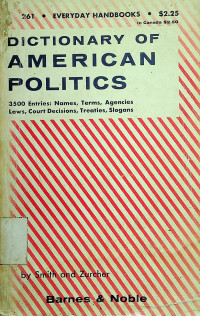 261 • EVERYDAY HANDBOOKS • $2.25
In Canada $2.50
DICTIONARY OF
AMERICAN
POLITICS
3500 Entries: Names, Terms, Agencies
Laws, Court Decisions, Treaties, Slogans
by Smith and Zurcher
Barnes & Noble